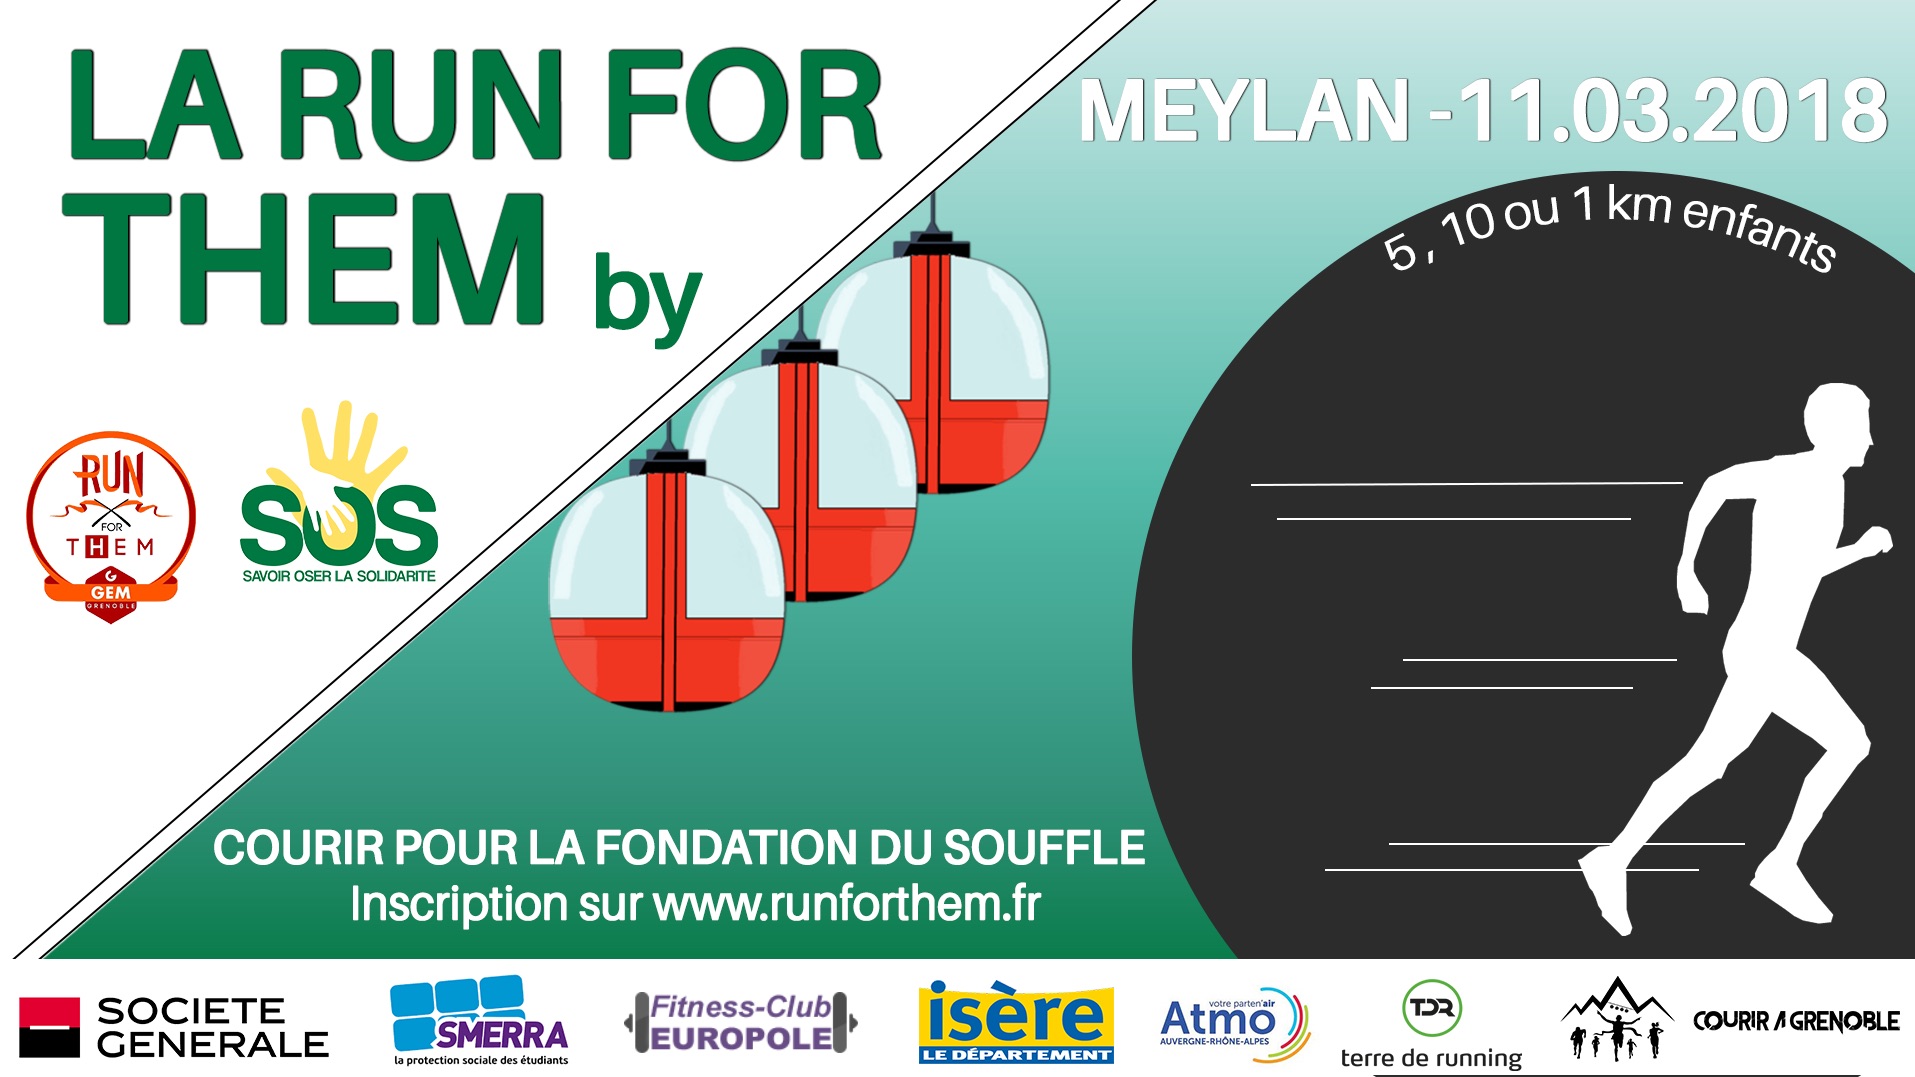 LA RUN FOR
THEM by
MEYLAN -11.03.2018
5, 10 ou 1 km enfants
RUN
FOR
THEM
G
GEM
GRENOBLE
SOS
SAVOIR OSER LA SOLIDARITE
COURIR POUR LA FONDATION DU SOUFFLE
Inscription sur www.runforthem.fr
SOCIETE
GENERALE
SMERRA
la protection sociale des étudiants
Fitness-Club
EUROPOLE
isère
LE DÉPARTEMENT
votre parten'air
Atmo
AUVERGNE-RHÔNE-ALPES
TDR
terre de running
COURIR À GRENOBLE